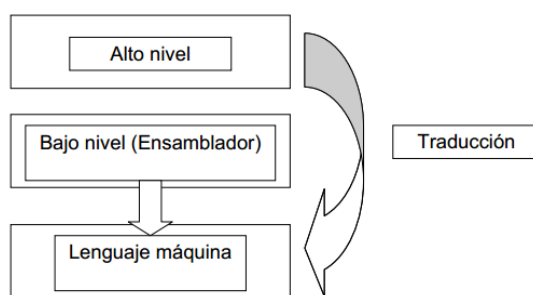 Alto nivel
Bajo nivel (Ensamblador)
Traducción
Lenguaje máquina